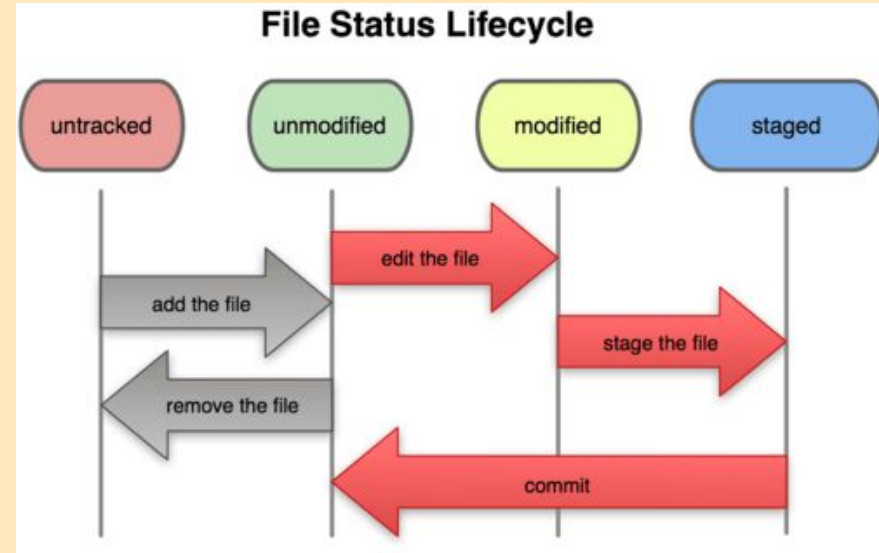 File Status Lifecycle
untracked
unmodified
modified
staged
edit the file
add the file
stage the file
remove the file
commit